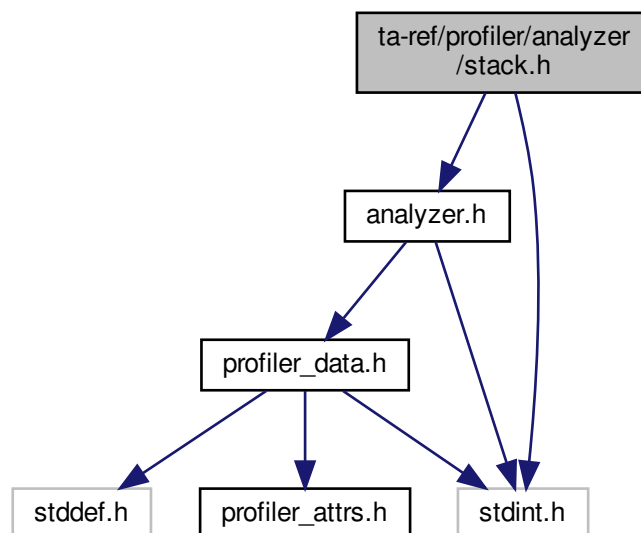 ta-ref/profiler/analyzer
/stack.h
analyzer.h
profiler_data.h
stddef.h
profiler_attrs.h
stdint.h